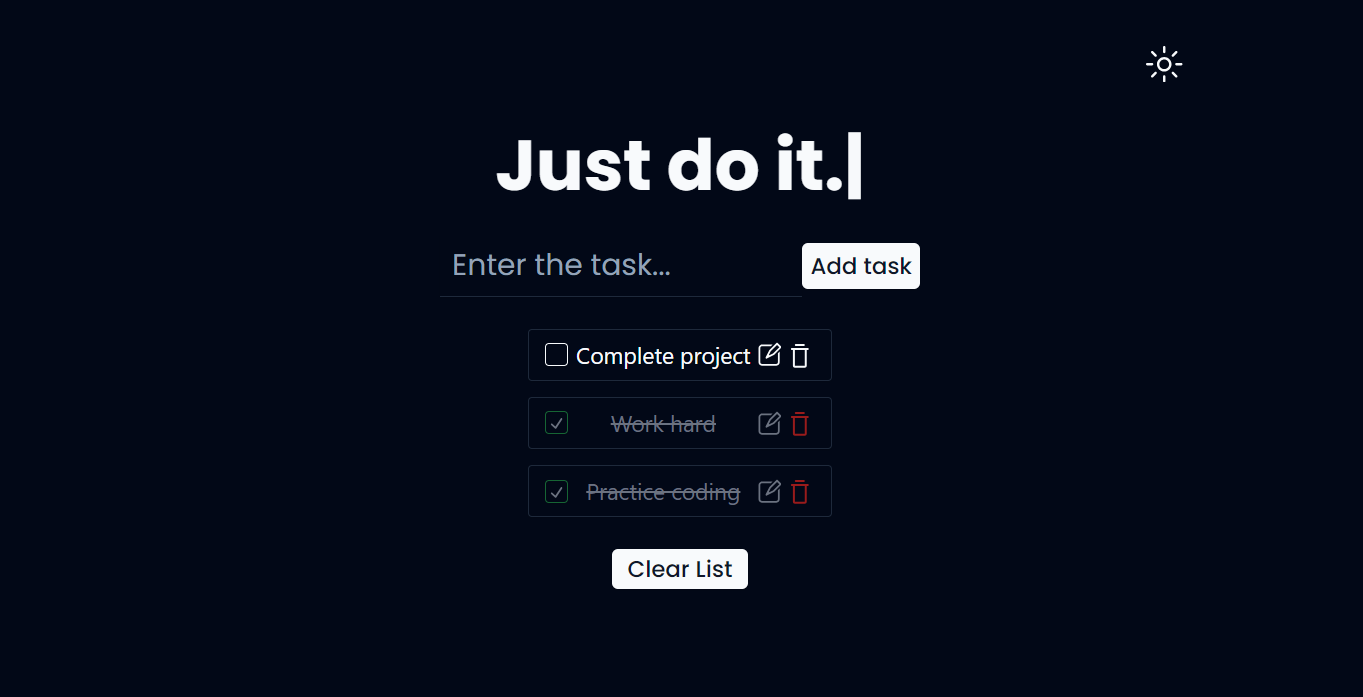 Just do it.|
Enter the task...
Add task
Complete project
Work hard
Practice coding
Clear List